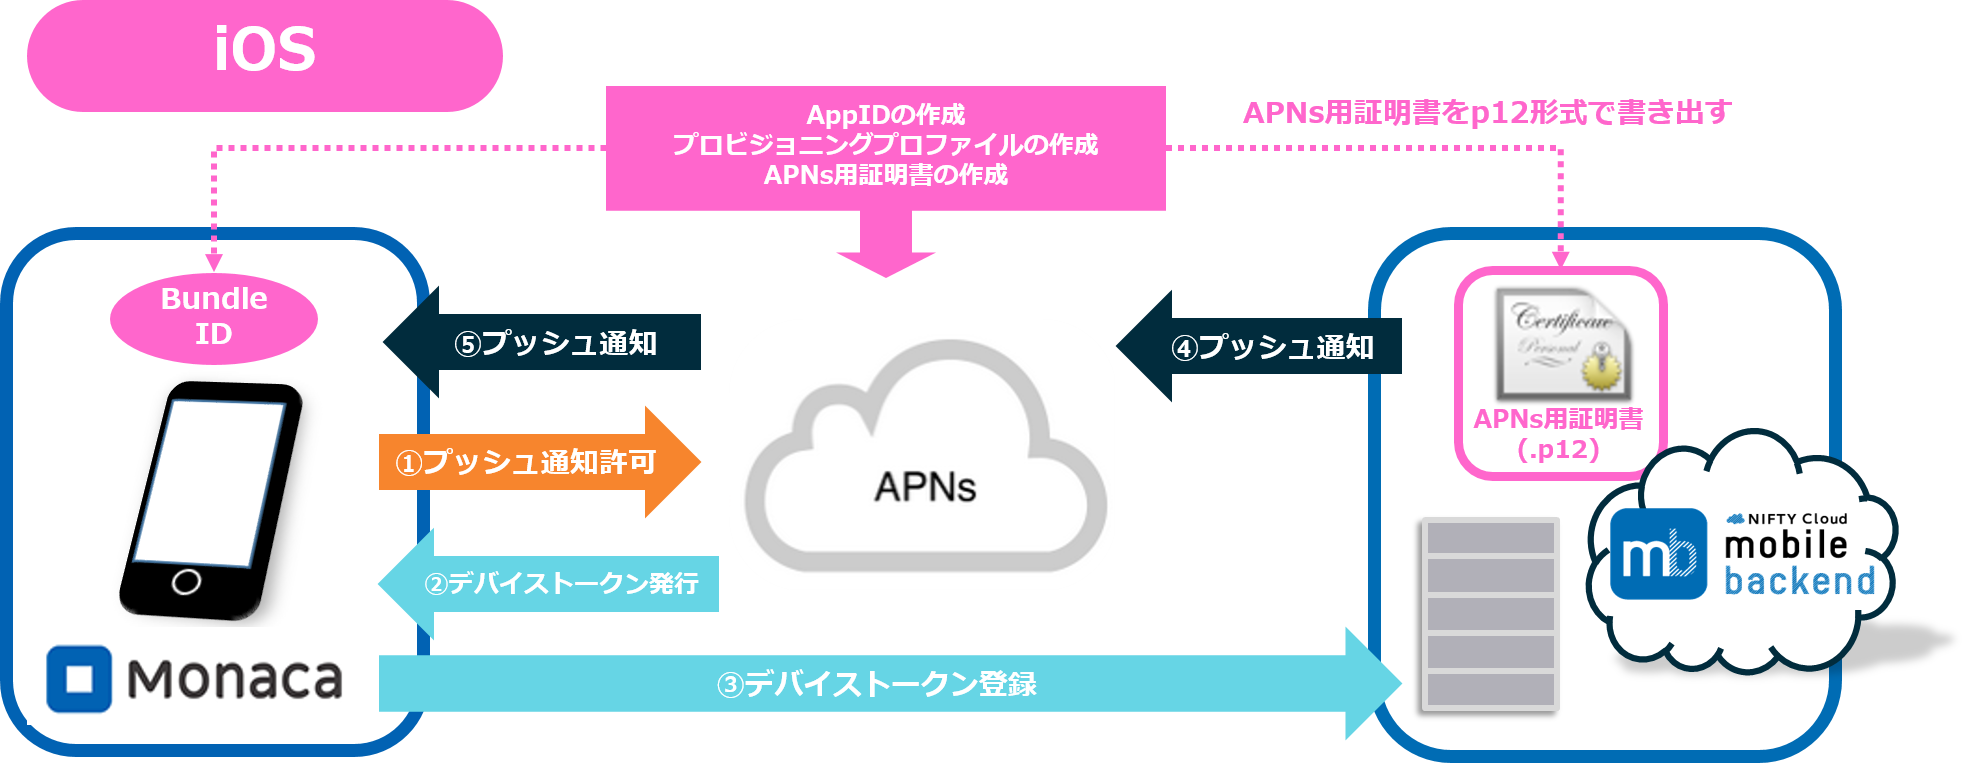 iOS
AppIDの作成
プロビジョニングプロファイルの作成
APNs用証明書の作成
APNs用証明書をp12形式で書き出す
Bundle
ID
⑤プッシュ通知
④プッシュ通知
Certificate
Personal
APNs用証明書
(.p12)
①プッシュ通知許可
APNs
mb
NIFTY Cloud
mobile
backend
②デバイストークン発行
Monaca
③デバイストークン登録